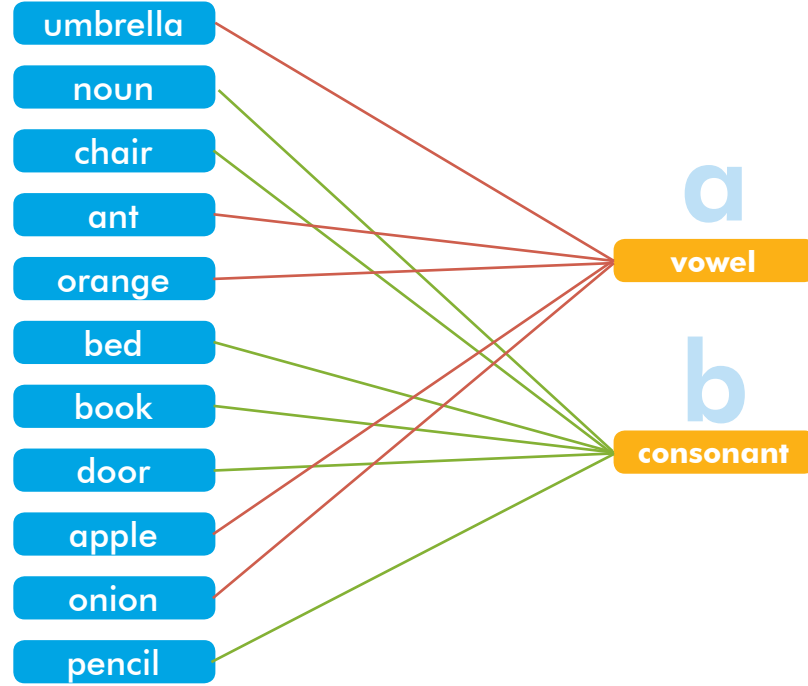 umbrella
noun
chair
ant
orange
bed
book
door
apple
onion
pencil
a
vowel
b
consonant